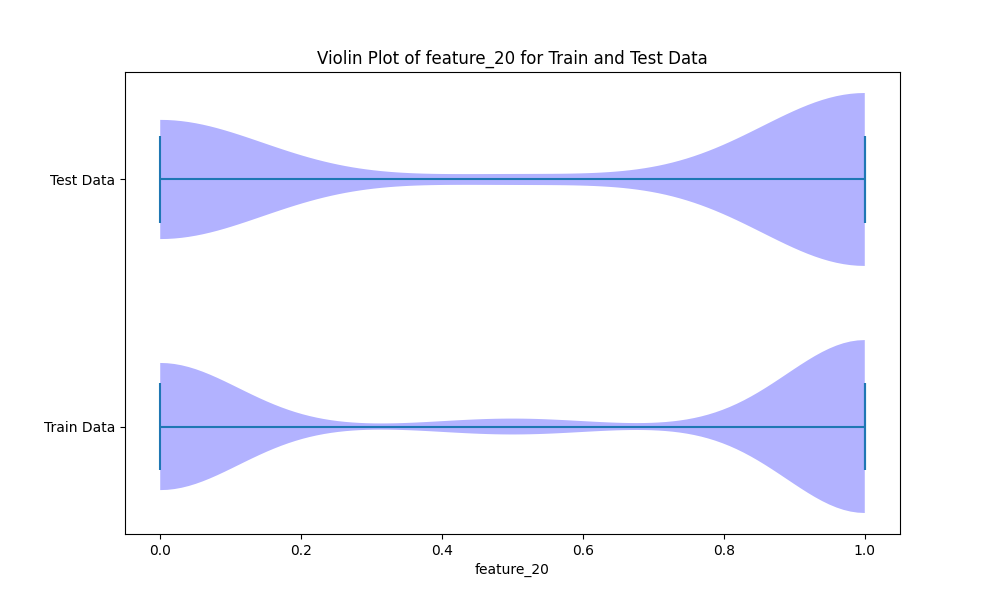 Violin Plot of feature_20 for Train and Test Data
Test Data
Train Data
0.0 0.2 0.4 0.6 0.8 1.0
feature_20